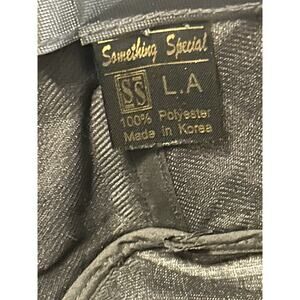 Something Special
SS L.A
100% Polyester
Made in Korea